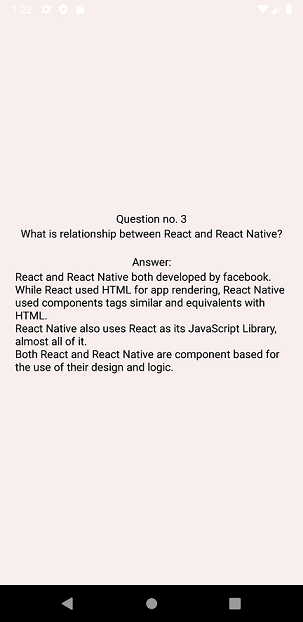 1:22
Question no. 3
What is relationship between React and React Native?
Answer:
React and React Native both developed by facebook.
While React used HTML for app rendering, React Native
used components tags similar and equivalents with
HTML.
React Native also uses React as its JavaScript Library,
almost all of it.
Both React and React Native are component based for
the use of their design and logic.